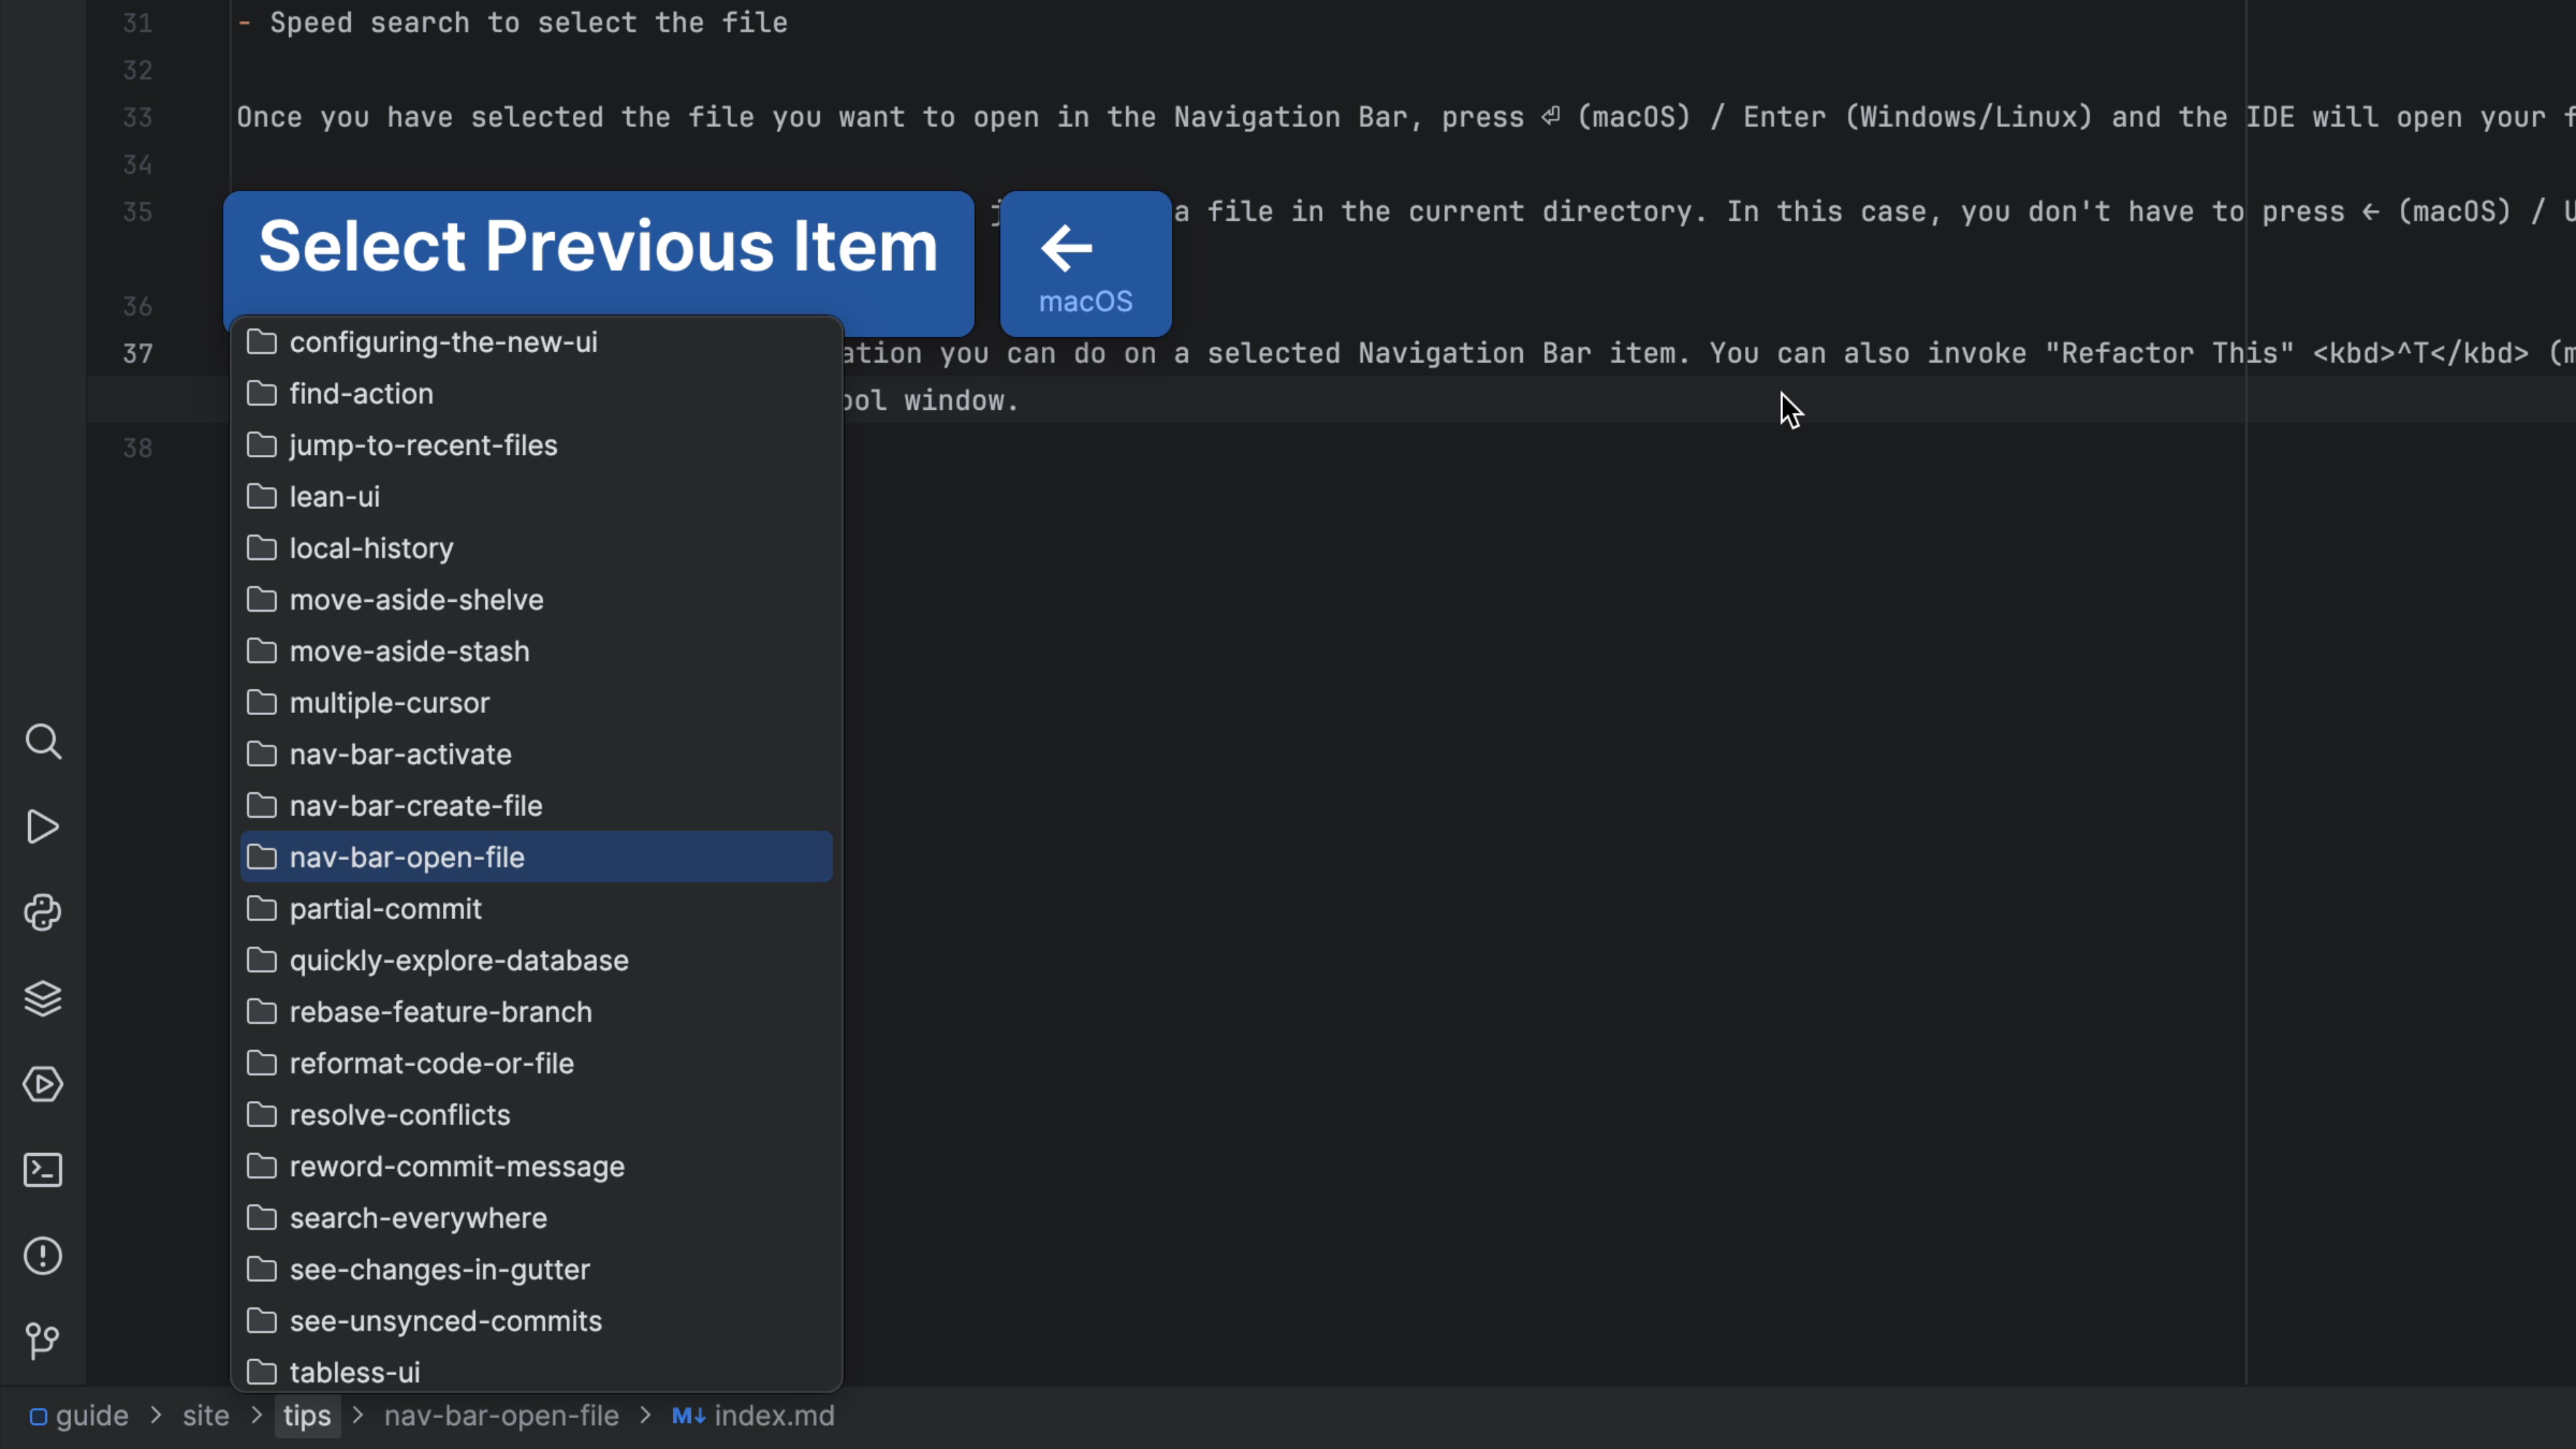 31 - Speed search to select the file
32
33 Once you have selected the file you want to open in the Navigation Bar, press ⏎ (macOS) / Enter (Windows/Linux) and the IDE will open your f
34
35 a file in the current directory. In this case, you don't have to press ← (macOS) / U
Select Previous Item
←
macOS
36
37 ation you can do on a selected Navigation Bar item. You can also invoke "Refactor This" <kbd>^T</kbd> (m
ool window.
38
configuring-the-new-ui
find-action
jump-to-recent-files
lean-ui
local-history
move-aside-shelve
move-aside-stash
multiple-cursor
nav-bar-activate
nav-bar-create-file
nav-bar-open-file
partial-commit
quickly-explore-database
rebase-feature-branch
reformat-code-or-file
resolve-conflicts
reword-commit-message
search-everywhere
see-changes-in-gutter
see-unsynced-commits
tabless-ui
guide > site > tips > nav-bar-open-file > M↓ index.md